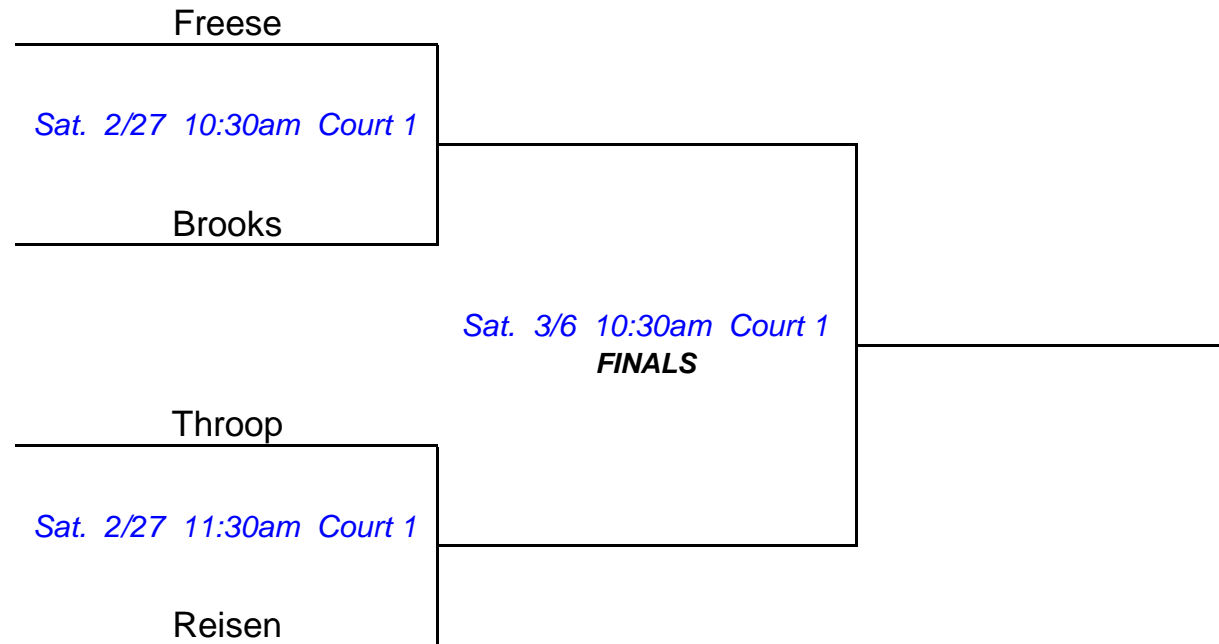 Freese
Sat. 2/27 10:30am Court 1
Brooks
Sat. 3/6 10:30am Court 1
FINALS
Throop
Sat. 2/27 11:30am Court 1
Reisen